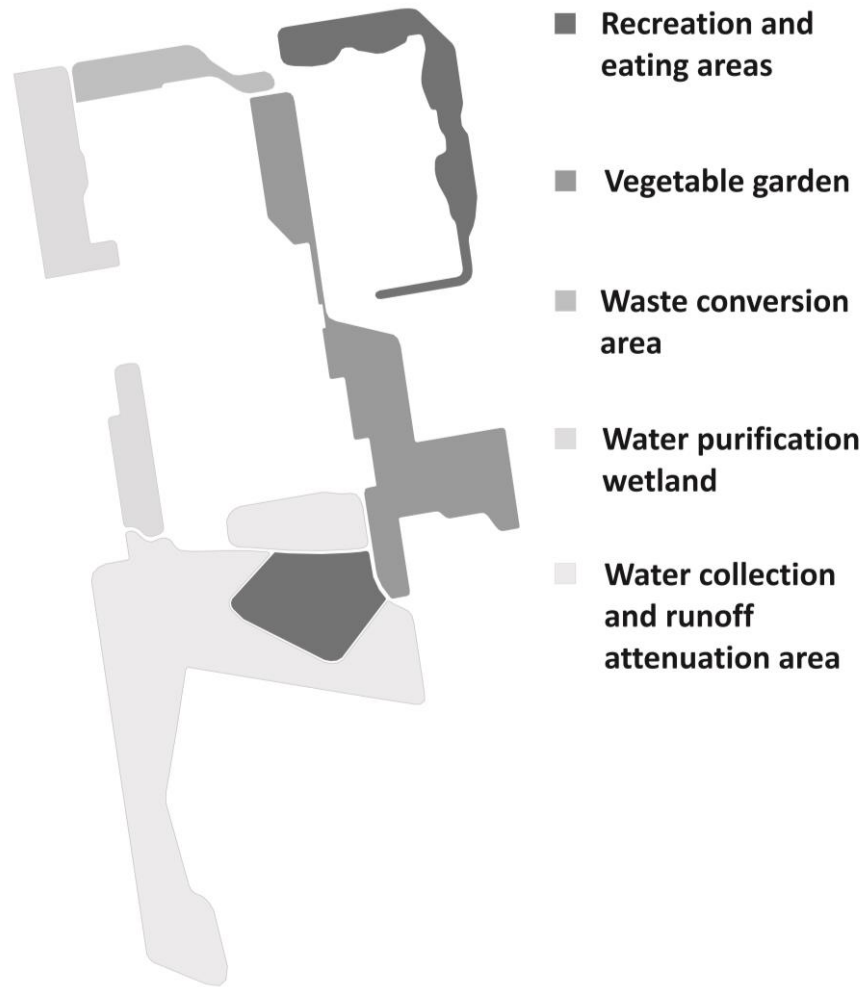 Recreation and
eating areas
Vegetable garden
Waste conversion
area
Water purification
wetland
Water collection
and runoff
attenuation area